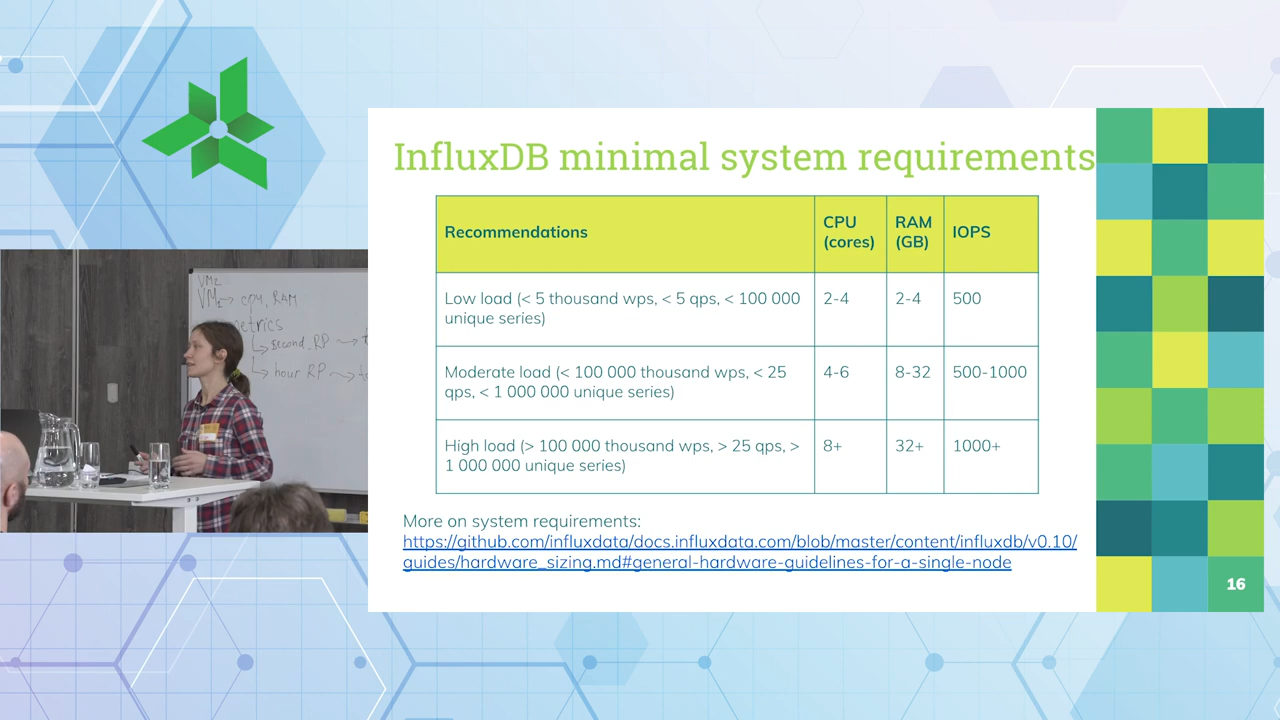 InfluxDB minimal system requirements
Recommendations
CPU
(cores)
RAM
(GB)
IOPS
Low load (< 5 thousand wps, < 5 qps, < 100 000
unique series)
2-4
2-4
500
Moderate load (< 100 000 thousand wps, < 25
qps, < 1 000 000 unique series)
4-6
8-32
500-1000
High load (> 100 000 thousand wps, > 25 qps, >
1 000 000 unique series)
8+
32+
1000+
More on system requirements:
https://github.com/influxdata/docs.influxdata.com/blob/master/content/influxdb/v0.10/
guides/hardware_sizing.md#general-hardware-guidelines-for-a-single-node
16
VM2
VM1 → CPU, RAM
etrics
second RP →
hour RP →